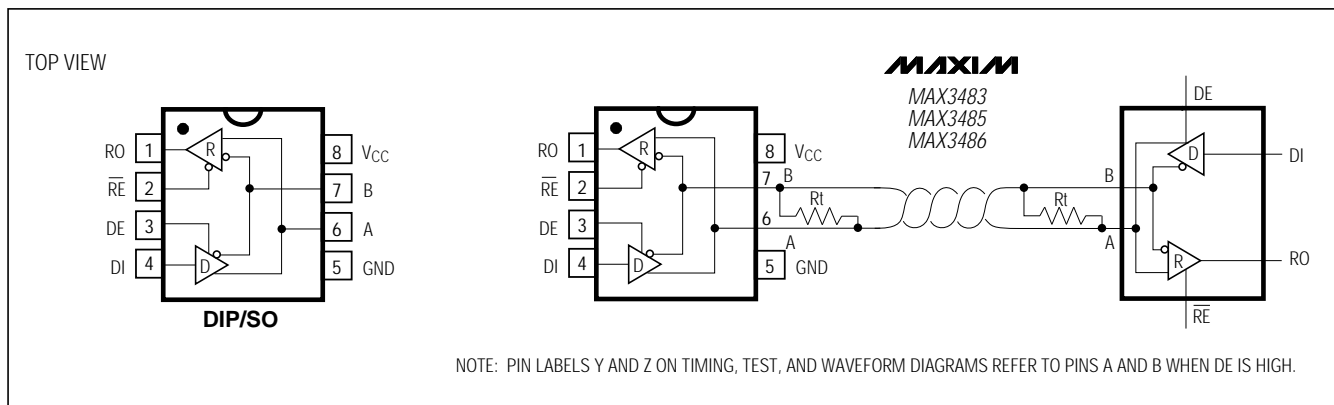 TOP VIEW
MAXIM
MAX3483
MAX3485
MAX3486
RO 1
RE 2
DE 3
DI 4
8 VCC
7 B
6 A
5 GND
R
D
DIP/SO
RO 1
RE 2
DE 3
DI 4
8 VCC
7 B
6 A
5 GND
R
D
Rt
Rt
B
A
DE
D
DI
R
RO
RE
NOTE: PIN LABELS Y AND Z ON TIMING, TEST, AND WAVEFORM DIAGRAMS REFER TO PINS A AND B WHEN DE IS HIGH.